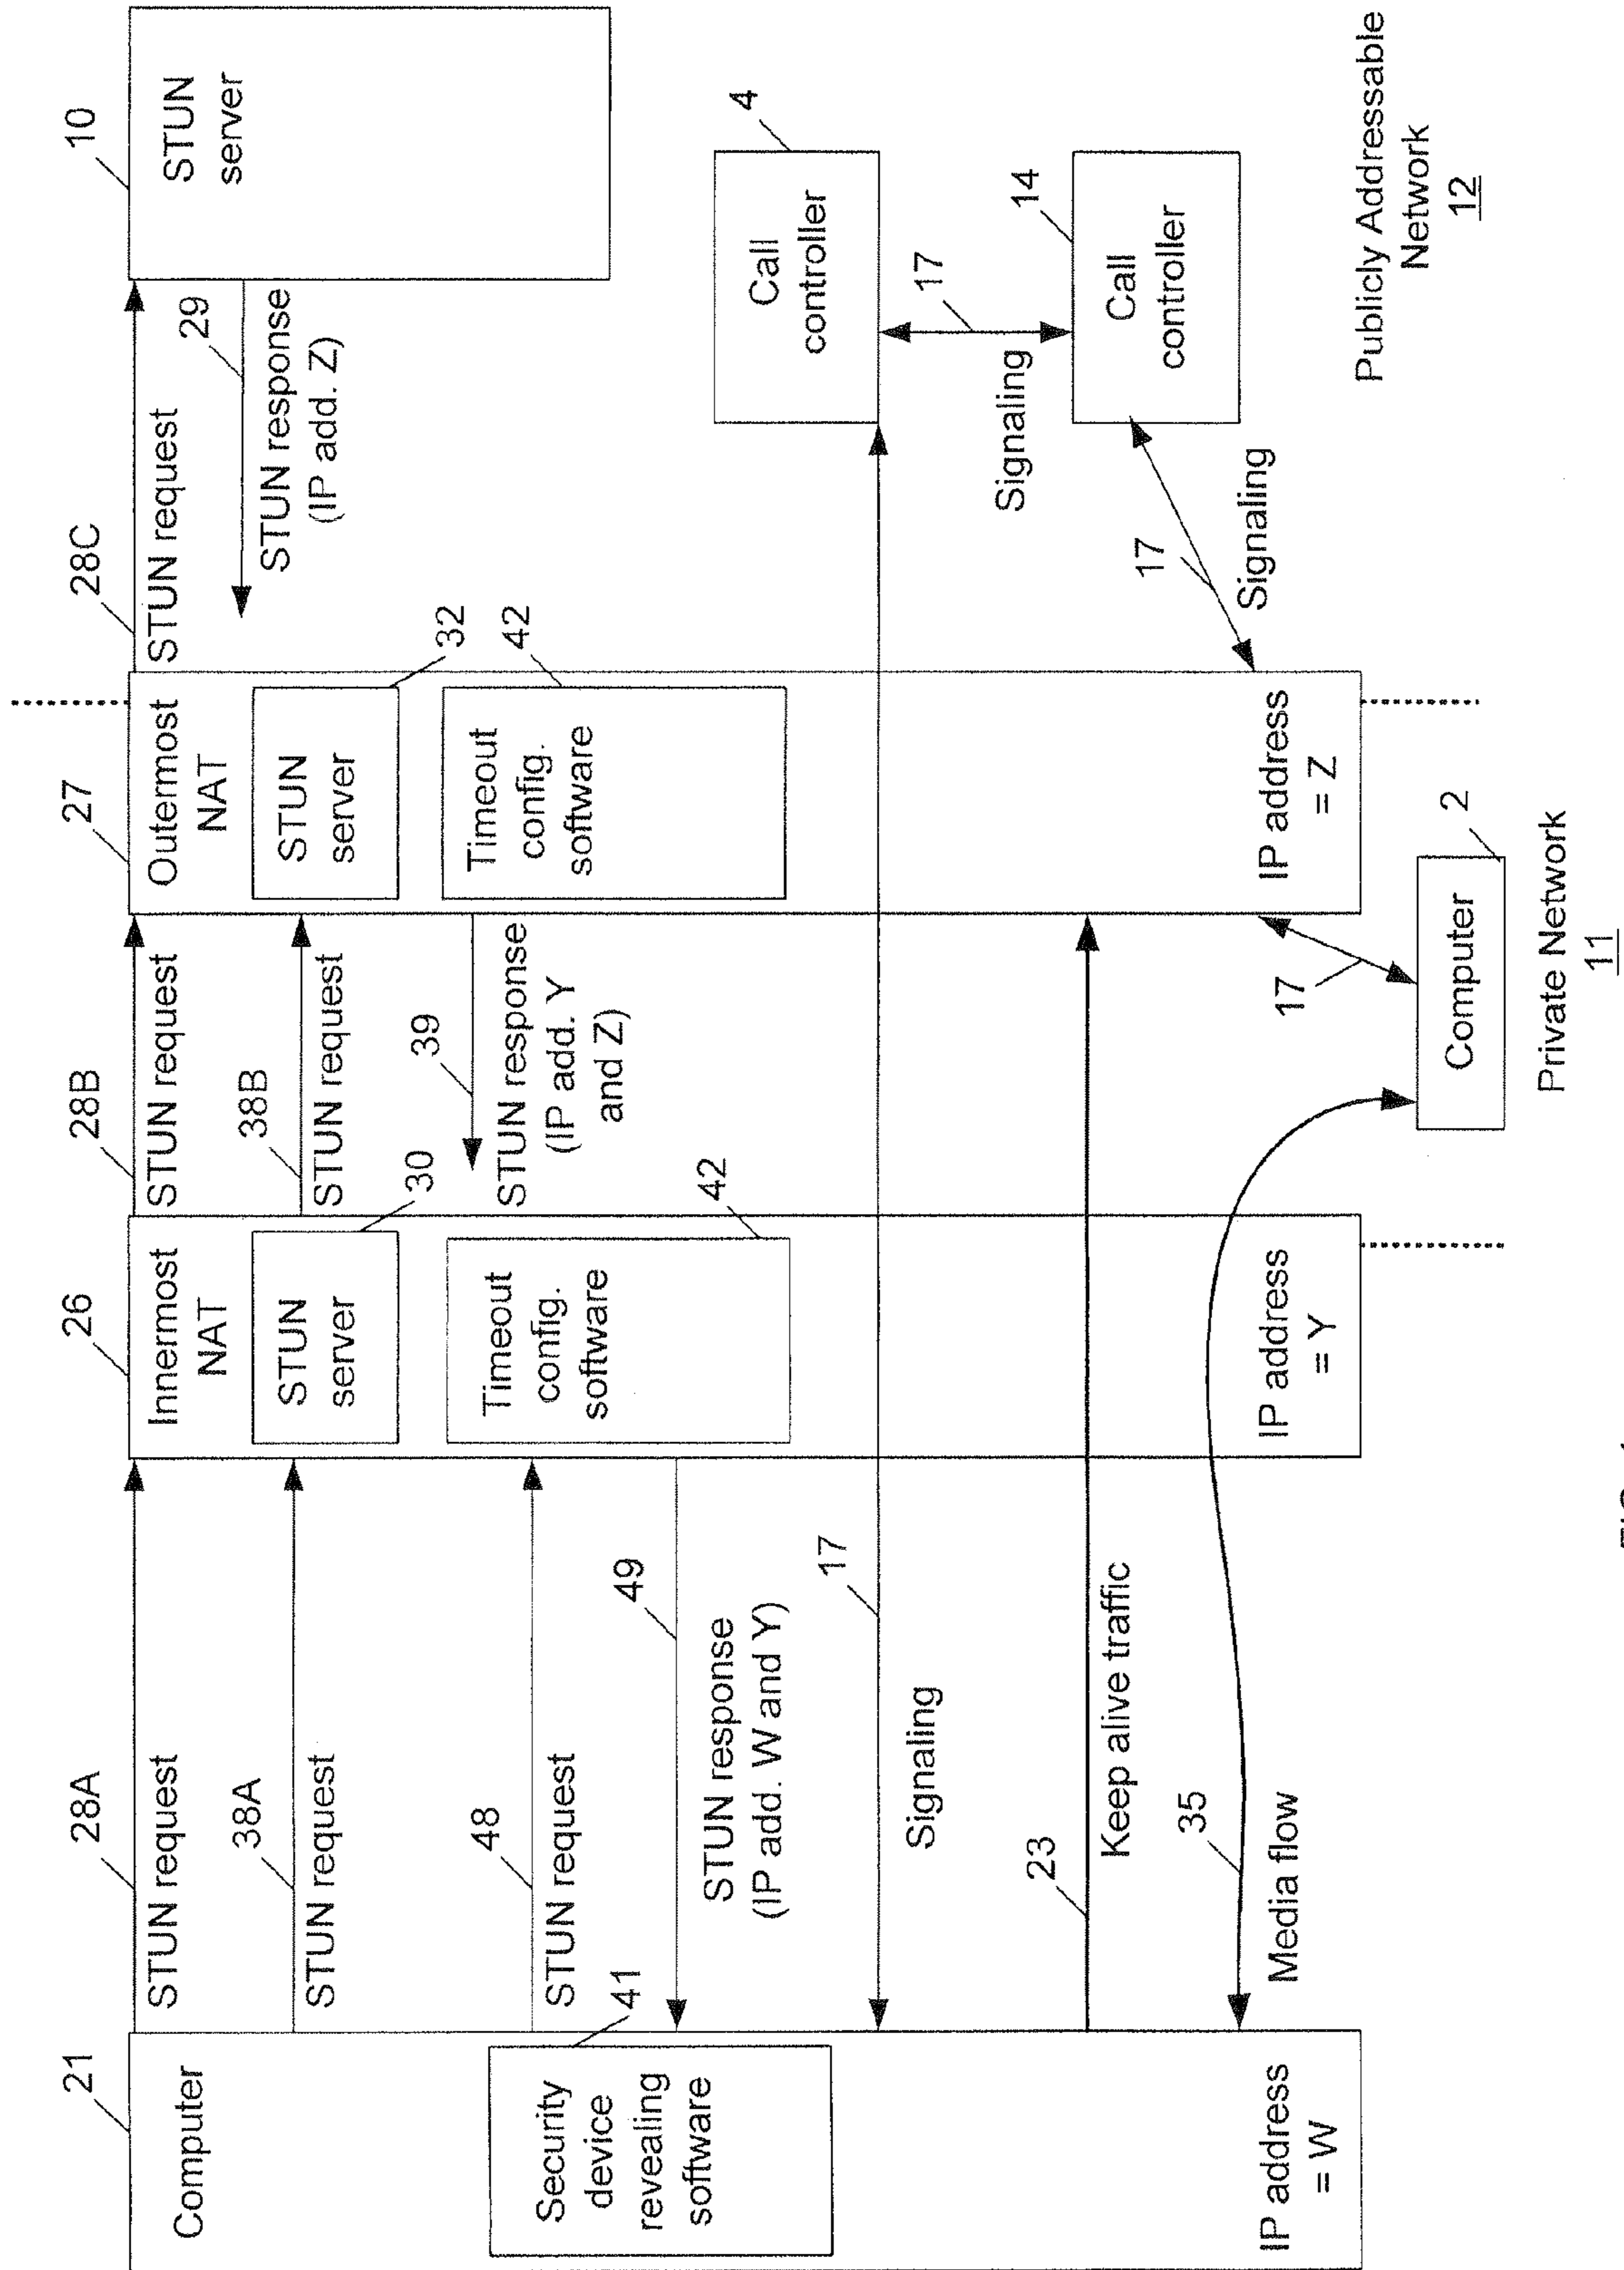 21
Computer
Security
device
revealing
software
41
IP address
= W
28A
STUN request
38A
STUN request
48
STUN request
49
STUN response
(IP add. W and Y)
17
Signaling
23
Keep alive traffic
35
Media flow
26
Innermost
NAT
STUN
server
30
Timeout
config.
software
42
IP address
= Y
28B
STUN request
38B
STUN request
39
STUN response
(IP add. Y
and Z)
27
Outermost
NAT
STUN
server
32
Timeout
config.
software
42
IP address
= Z
17
Computer
2
Private Network
11
28C
STUN request
29
STUN response
(IP add. Z)
10
STUN
server
Call
controller
4
17
Signaling
Call
controller
14
17
Signaling
Publicly Addressable
Network
12